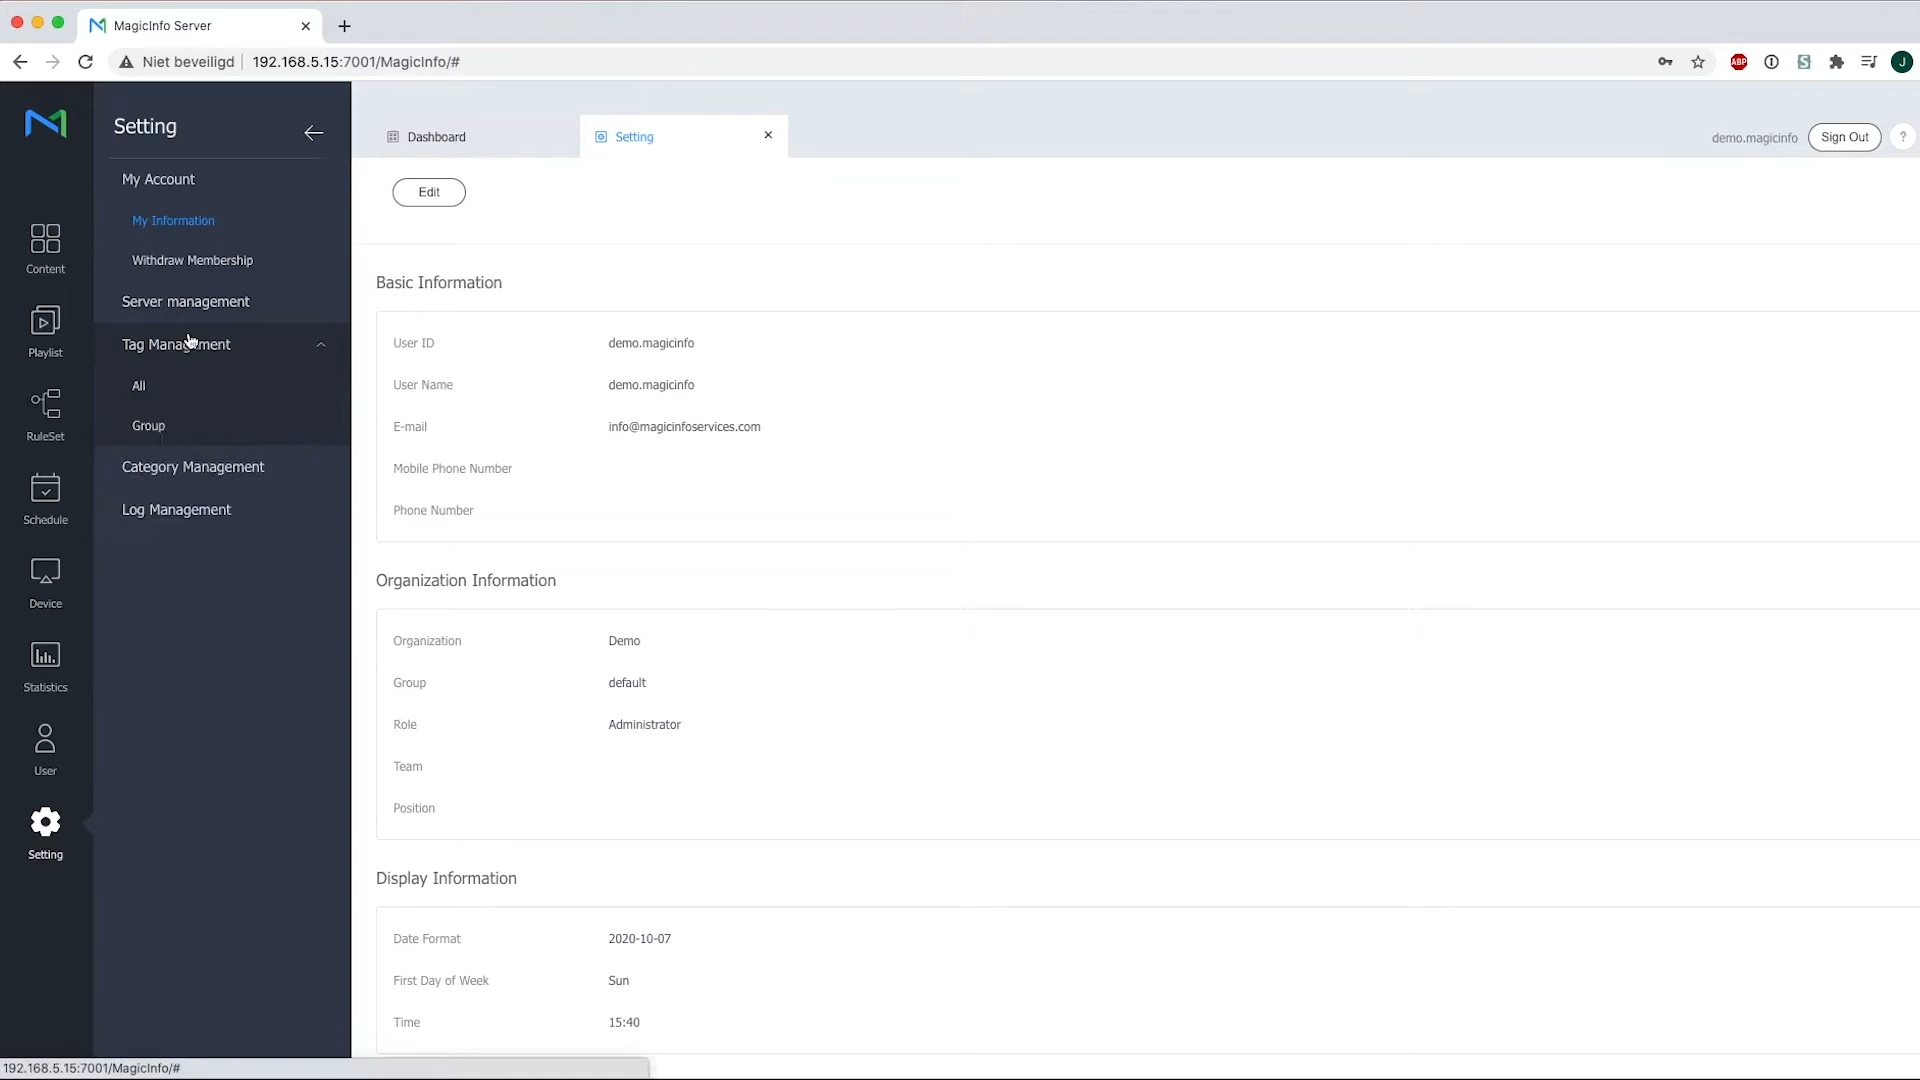 MagicInfo Server
Niet beveiligd 192.168.5.15:7001/MagicInfo/#
ABP
J
Setting
My Account
My Information
Withdraw Membership
Server management
Tag Management
All
Group
Category Management
Log Management
Content
Playlist
RuleSet
Schedule
Device
Statistics
User
Setting
Dashboard
Setting
demo.magicinfo
Sign Out
?
Edit
Basic Information
User ID demo.magicinfo
User Name demo.magicinfo
E-mail info@magicinfoservices.com
Mobile Phone Number
Phone Number
Organization Information
Organization Demo
Group default
Role Administrator
Team
Position
Display Information
Date Format 2020-10-07
First Day of Week Sun
Time 15:40
192.168.5.15:7001/MagicInfo/#